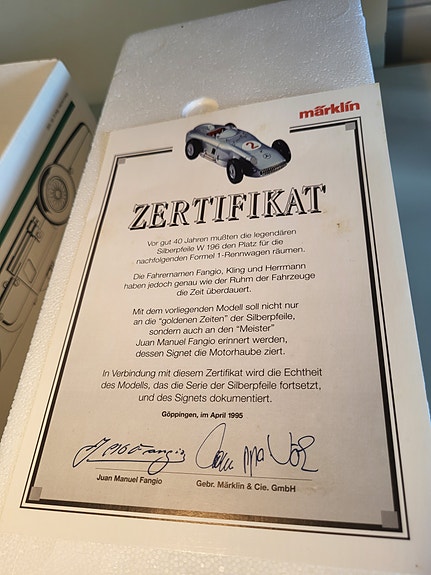 märklin
2
ZERTIFIKAT
Vor gut 40 Jahren mußten die legendären
Silberpfeile W 196 den Platz für die
nachfolgenden Formel 1-Rennwagen räumen.
Die Fahrernamen Fangio, Kling und Herrmann
haben jedoch genau wie der Ruhm der Fahrzeuge
die Zeit überdauert.
Mit dem vorliegenden Modell soll nicht nur
an die "goldenen Zeiten" der Silberpfeile,
sondern auch an den "Meister"
Juan Manuel Fangio erinnert werden,
dessen Signet die Motorhaube ziert.
In Verbindung mit diesem Zertifikat wird die Echtheit
des Modells, das die Serie der Silberpfeile fortsetzt,
und des Signets dokumentiert.
Göppingen, im April 1995
Juan Manuel Fangio
Gebr. Märklin & Cie. GmbH